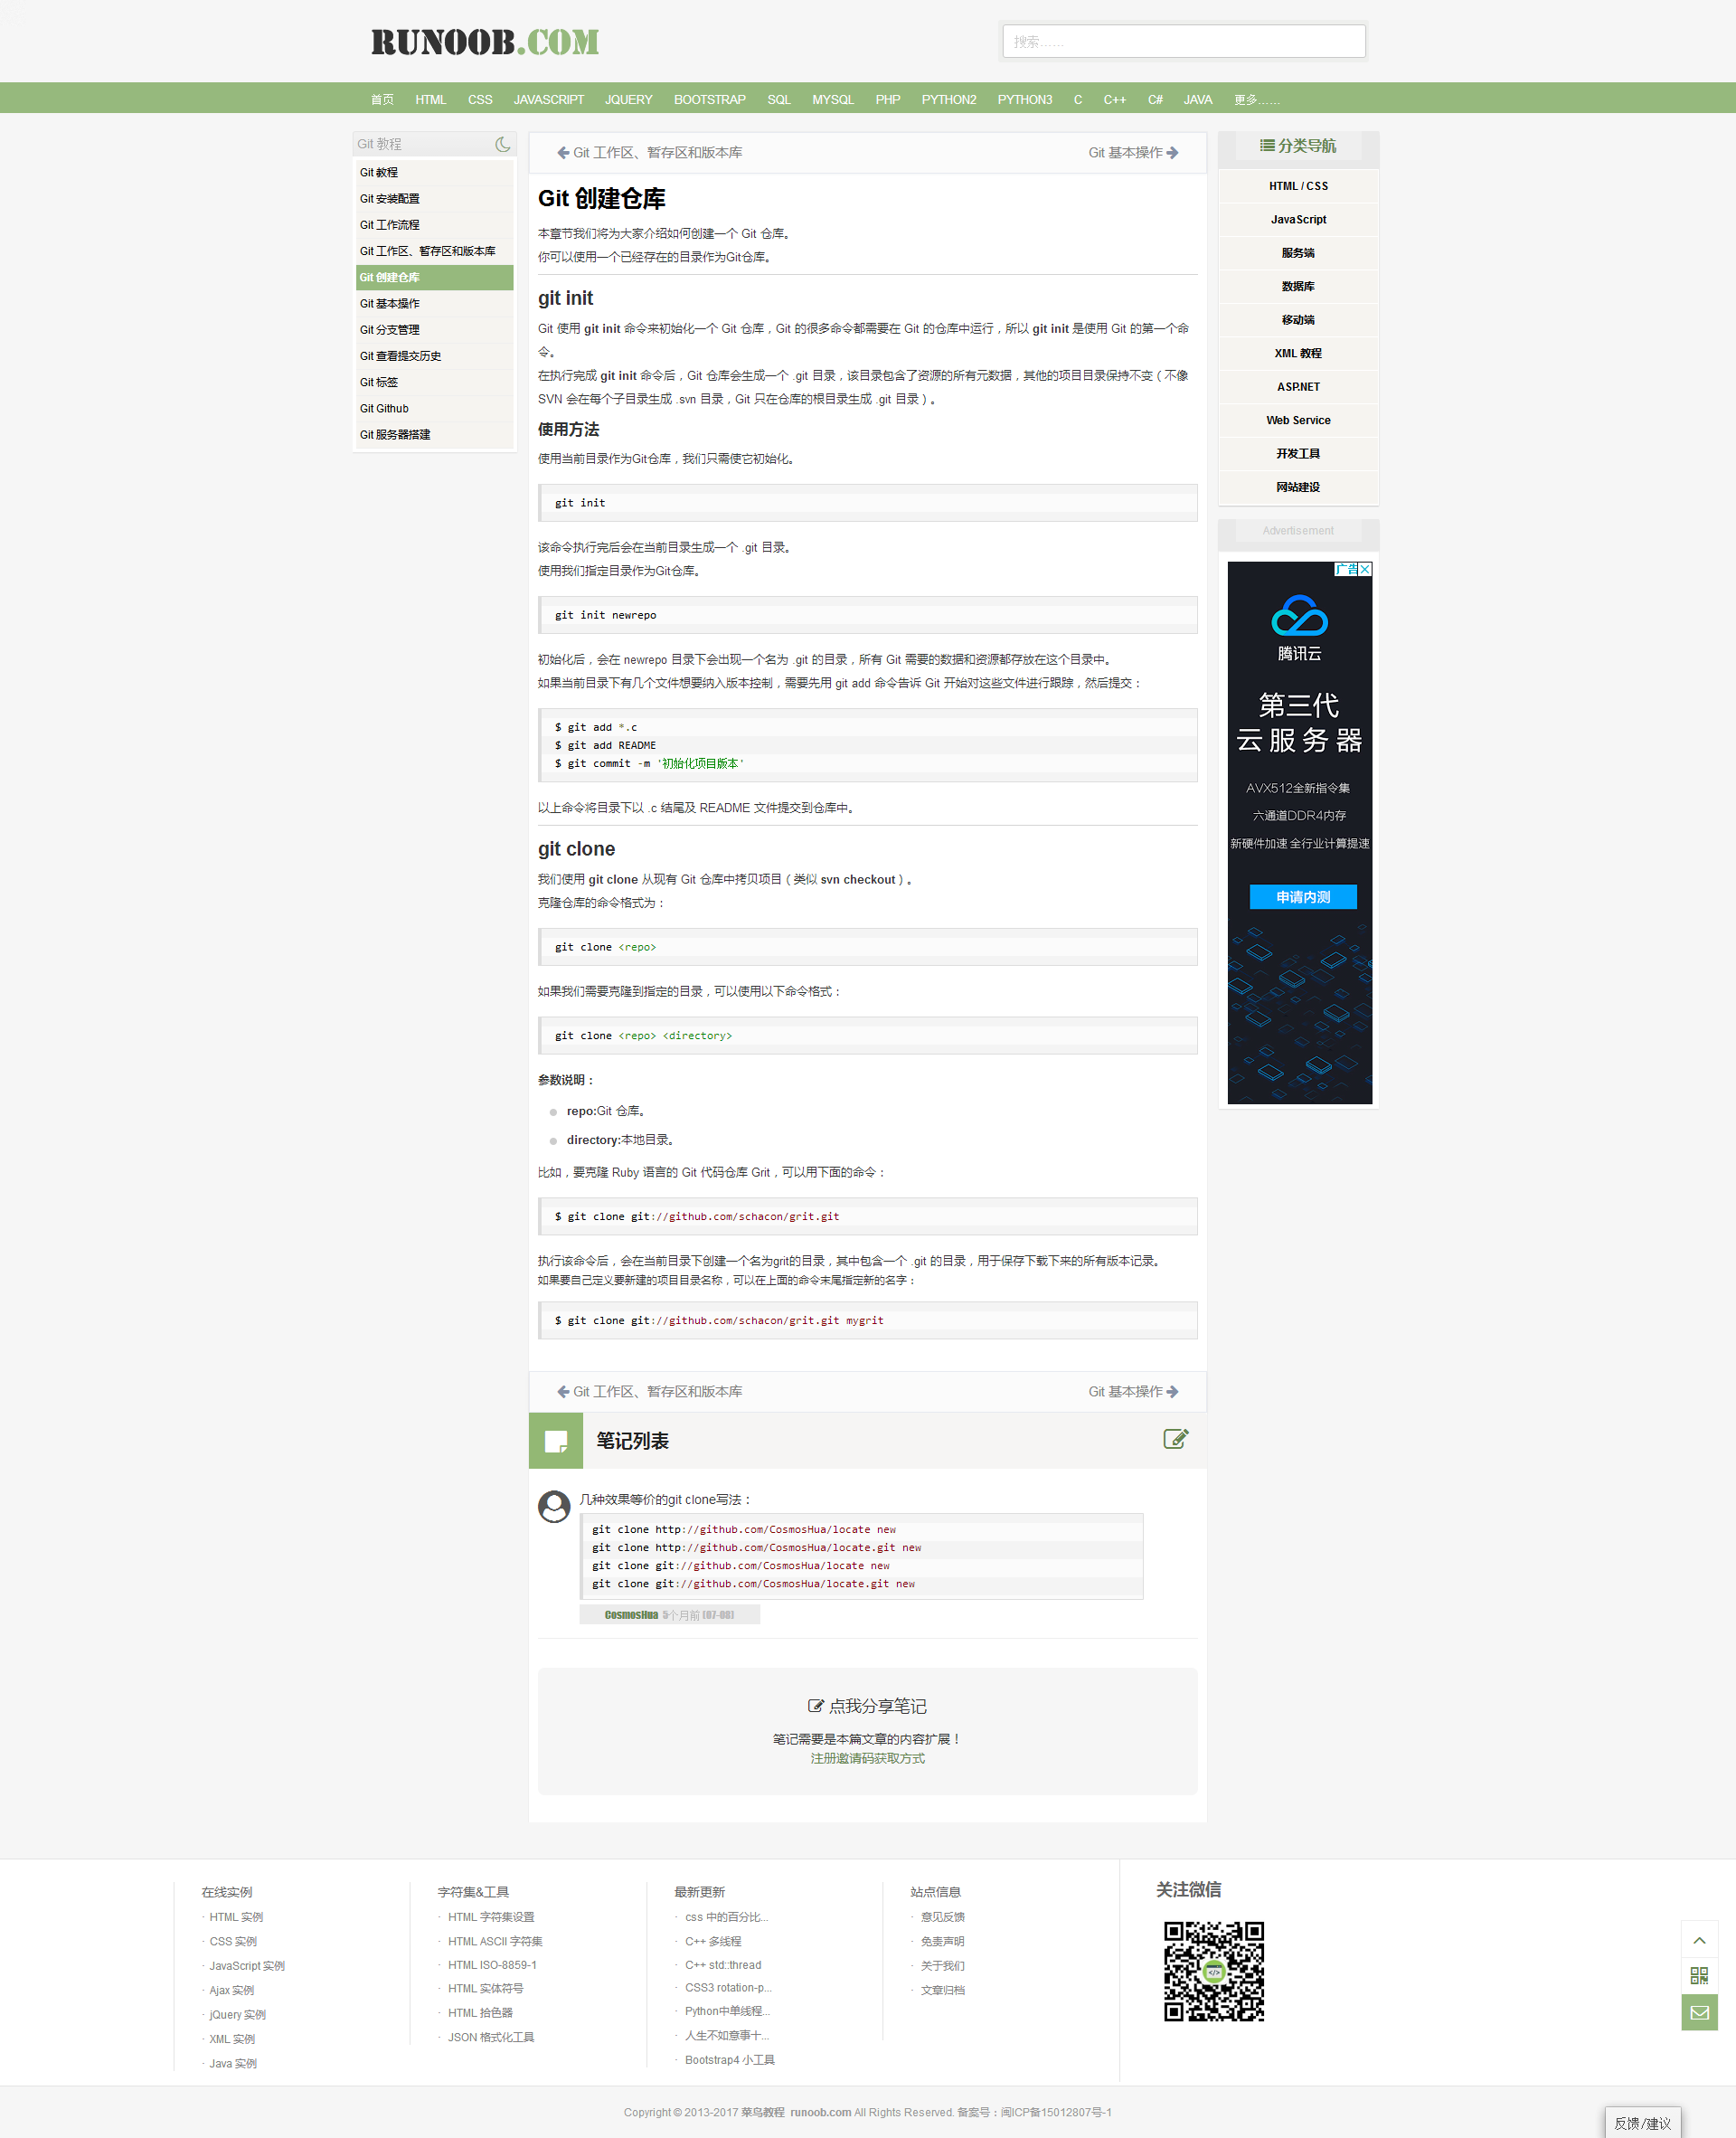 RUNOOB.COM
搜索……
首页 HTML CSS JAVASCRIPT JQUERY BOOTSTRAP SQL MYSQL PHP PYTHON2 PYTHON3 C C++ C# JAVA 更多……
Git 教程
Git 教程
Git 安装配置
Git 工作流程
Git 工作区、暂存区和版本库
Git 创建仓库
Git 基本操作
Git 分支管理
Git 查看提交历史
Git 标签
Git Github
Git 服务器搭建
Git 工作区、暂存区和版本库 Git 基本操作
Git 创建仓库
本章节我们将为大家介绍如何创建一个 Git 仓库。
你可以使用一个已经存在的目录作为Git仓库。
git init
Git 使用 git init 命令来初始化一个 Git 仓库，Git 的很多命令都需要在 Git 的仓库中运行，所以 git init 是使用 Git 的第一个命
令。
在执行完成 git init 命令后，Git 仓库会生成一个 .git 目录，该目录包含了资源的所有元数据，其他的项目目录保持不变（不像
SVN 会在每个子目录生成 .svn 目录，Git 只在仓库的根目录生成 .git 目录）。
使用方法
使用当前目录作为Git仓库，我们只需使它初始化。
git init
该命令执行完后会在当前目录生成一个 .git 目录。
使用我们指定目录作为Git仓库。
git init newrepo
初始化后，会在 newrepo 目录下会出现一个名为 .git 的目录，所有 Git 需要的数据和资源都存放在这个目录中。
如果当前目录下有几个文件想要纳入版本控制，需要先用 git add 命令告诉 Git 开始对这些文件进行跟踪，然后提交：
$ git add *.c
$ git add README
$ git commit -m '初始化项目版本'
以上命令将目录下以 .c 结尾及 README 文件提交到仓库中。
git clone
我们使用 git clone 从现有 Git 仓库中拷贝项目（类似 svn checkout）。
克隆仓库的命令格式为：
git clone <repo>
如果我们需要克隆到指定的目录，可以使用以下命令格式：
git clone <repo> <directory>
参数说明：
repo:Git 仓库。
directory:本地目录。
比如，要克隆 Ruby 语言的 Git 代码仓库 Grit，可以用下面的命令：
$ git clone git://github.com/schacon/grit.git
执行该命令后，会在当前目录下创建一个名为grit的目录，其中包含一个 .git 的目录，用于保存下载下来的所有版本记录。
如果要自己定义要新建的项目目录名称，可以在上面的命令末尾指定新的名字：
$ git clone git://github.com/schacon/grit.git mygrit
Git 工作区、暂存区和版本库 Git 基本操作
笔记列表
几种效果等价的git clone写法：
git clone http://github.com/CosmosHua/locate new
git clone http://github.com/CosmosHua/locate.git new
git clone git://github.com/CosmosHua/locate new
git clone git://github.com/CosmosHua/locate.git new
CosmosHua 5个月前 (07-08)
点我分享笔记
笔记需要是本篇文章的内容扩展！
注册邀请码获取方式
分类导航
HTML / CSS
JavaScript
服务端
数据库
移动端
XML 教程
ASP.NET
Web Service
开发工具
网站建设
Advertisement
广告
腾讯云
第三代
云服务器
AVX512全新指令集
六通道DDR4内存
新硬件加速 全行业计算提速
申请内测
在线实例
· HTML 实例
· CSS 实例
· JavaScript 实例
· Ajax 实例
· jQuery 实例
· XML 实例
· Java 实例
字符集&工具
· HTML 字符集设置
· HTML ASCII 字符集
· HTML ISO-8859-1
· HTML 实体符号
· HTML 拾色器
· JSON 格式化工具
最新更新
· css 中的百分比...
· C++ 多线程
· C++ std::thread
· CSS3 rotation-p...
· Python中单线程...
· 人生不如意事十...
· Bootstrap4 小工具
站点信息
· 意见反馈
· 免责声明
· 关于我们
· 文章归档
关注微信
Copyright © 2013-2017 菜鸟教程 runoob.com All Rights Reserved. 备案号：闽ICP备15012807号-1
反馈/建议